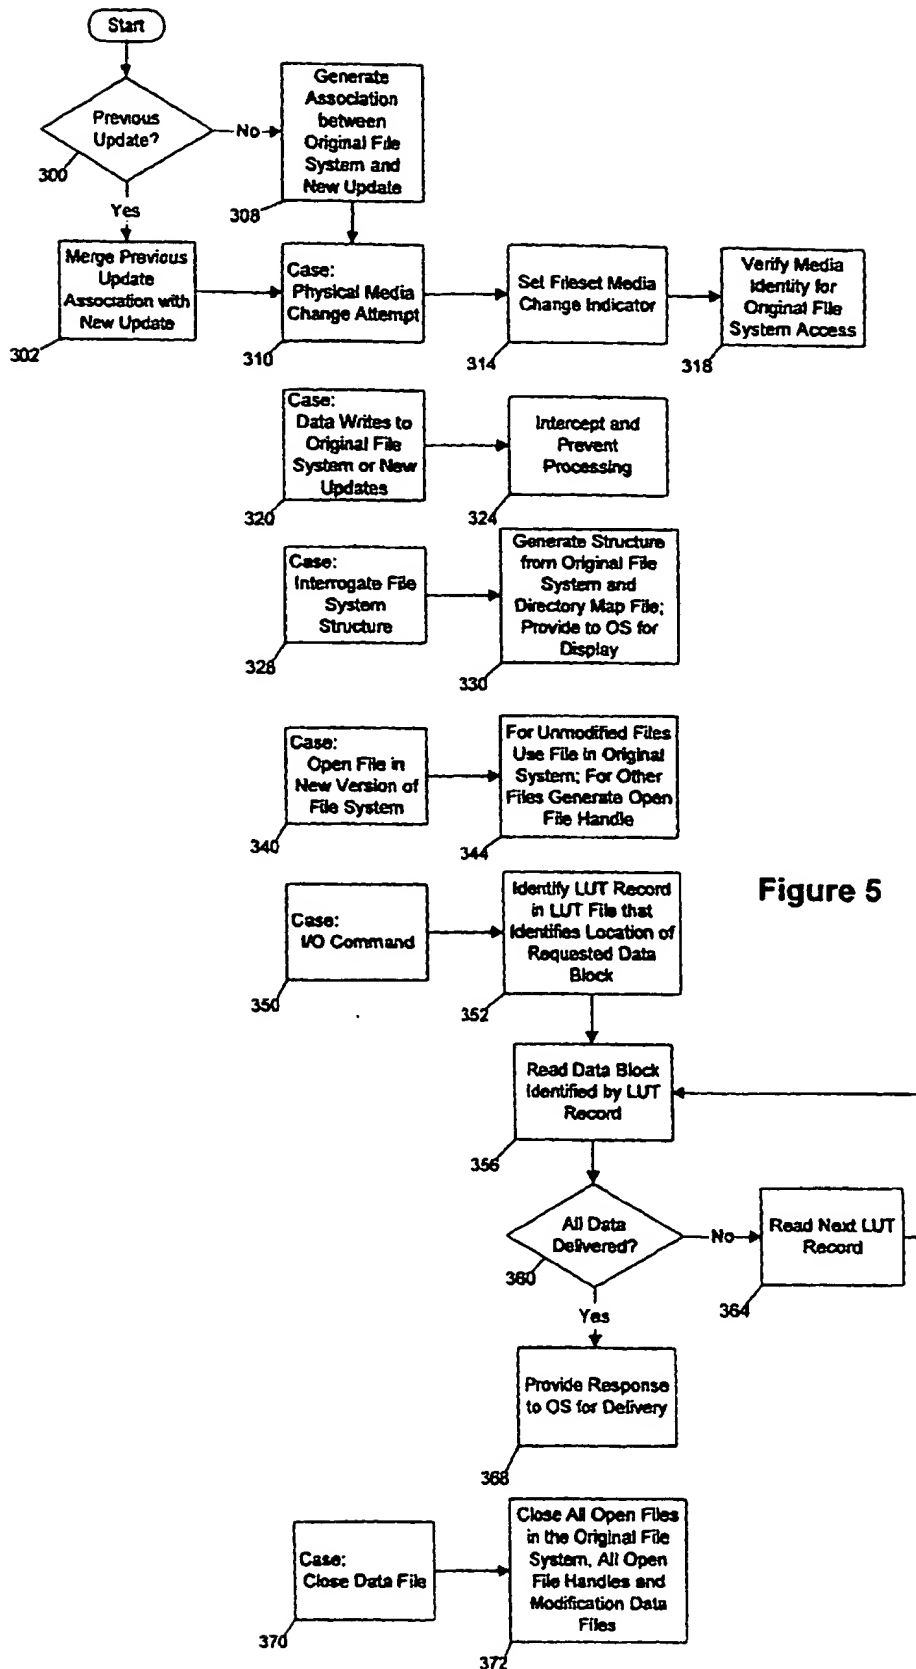 Start
Previous
Update?
300
No
Generate
Association
between
Original File
System and
New Update
308
Yes
Merge Previous
Update
Association with
New Update
302
Case:
Physical Media
Change Attempt
310
Set Fileset Media
Change Indicator
314
Verify Media
Identity for
Original File
System Access
318
Case:
Data Writes to
Original File
System or New
Updates
320
Intercept and
Prevent
Processing
324
Case:
Interrogate File
System
Structure
328
Generate Structure
from Original File
System and
Directory Map File;
Provide to OS for
Display
330
Case:
Open File in
New Version of
File System
340
For Unmodified Files
Use File in Original
System; For Other
Files Generate Open
File Handle
344
Figure 5
Case:
I/O Command
350
Identify LUT Record
in LUT File that
Identifies Location of
Requested Data
Block
352
Read Data Block
Identified by LUT
Record
356
All Data
Delivered?
360
No
Read Next LUT
Record
364
Yes
Provide Response
to OS for Delivery
368
Case:
Close Data File
370
Close All Open Files
in the Original File
System, All Open
File Handles and
Modification Data
Files
372